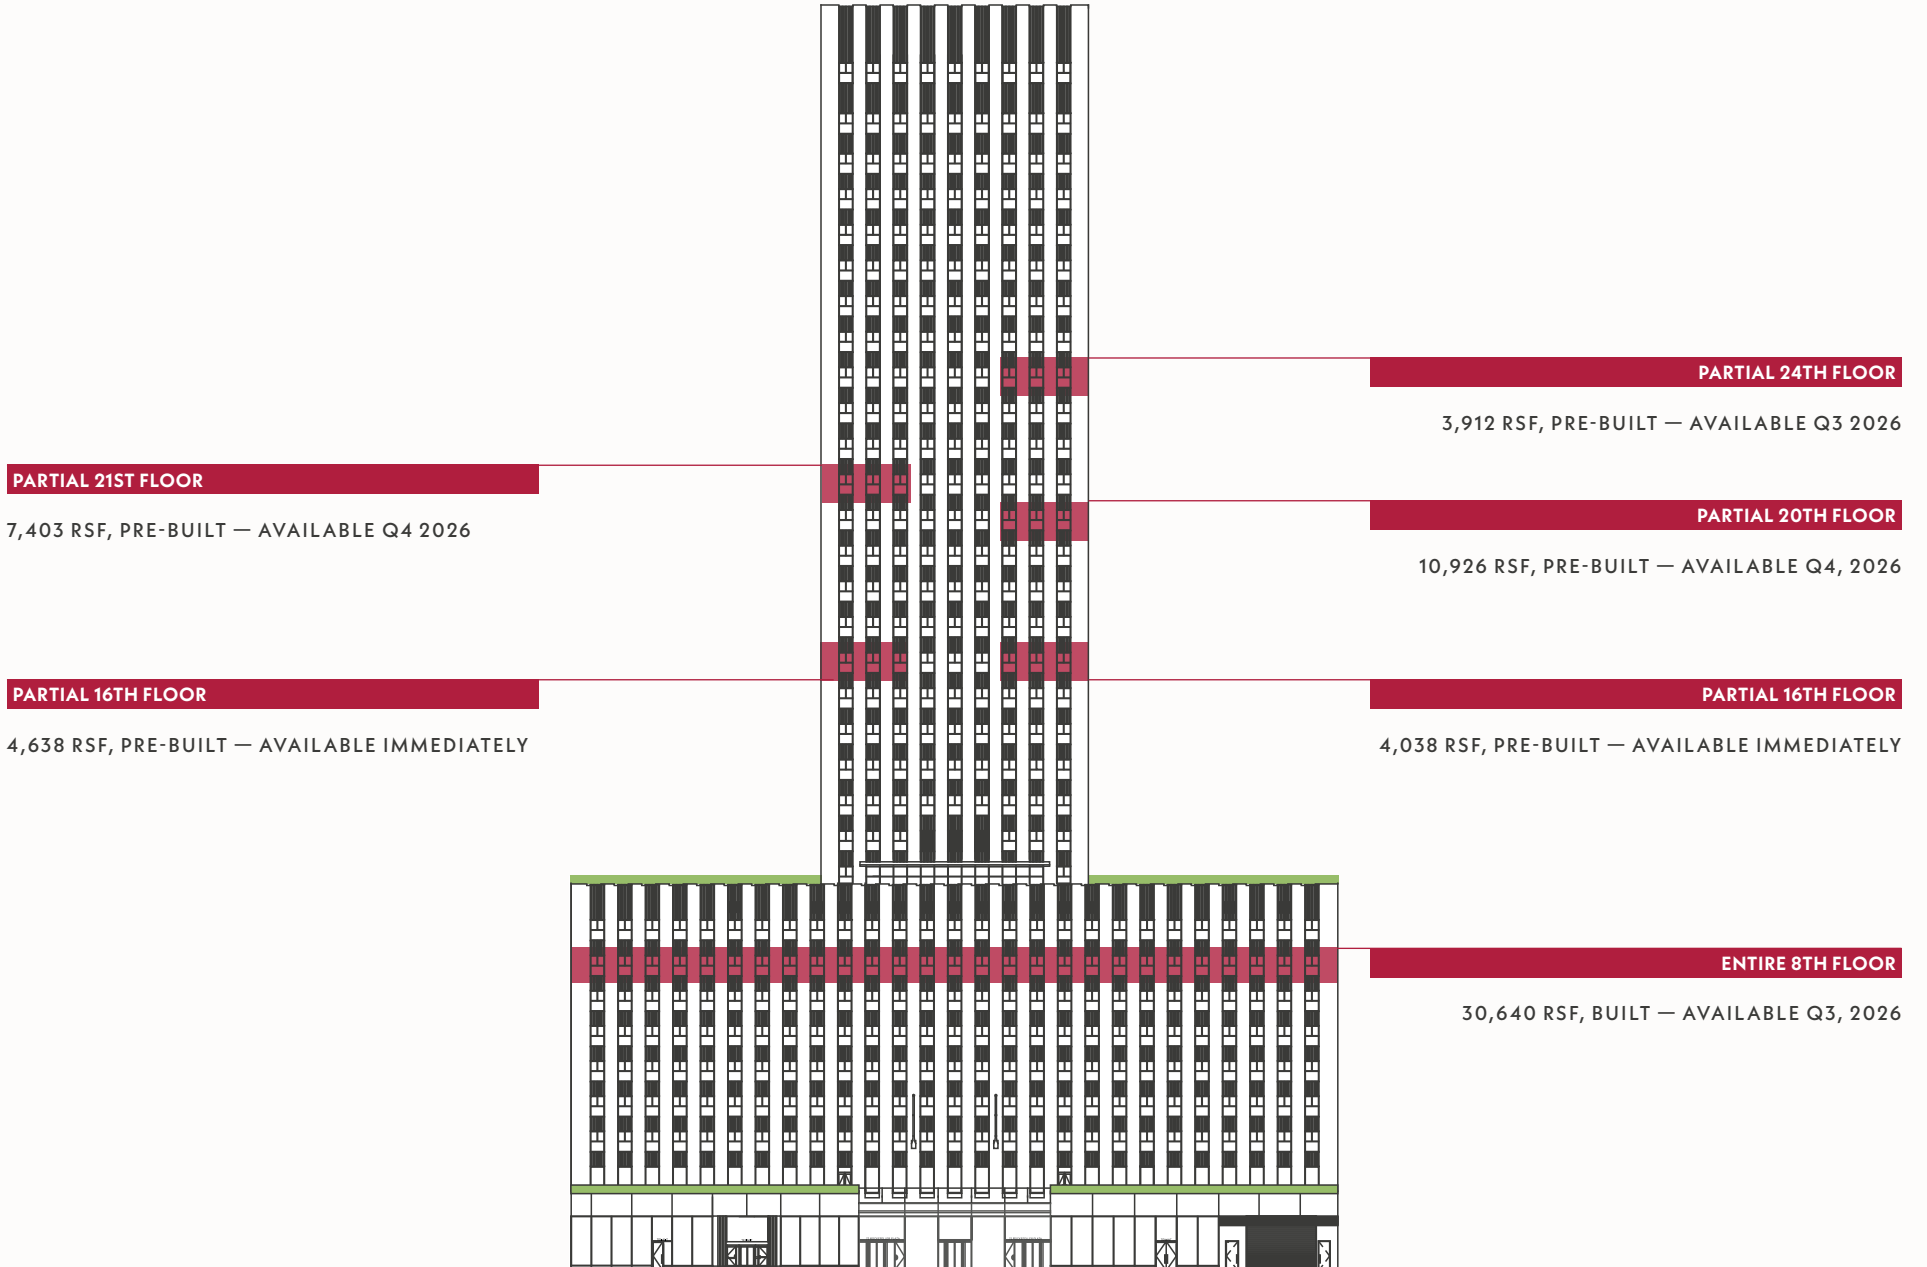 PARTIAL 24TH FLOOR
3,912 RSF, PRE-BUILT — AVAILABLE Q3 2026
PARTIAL 21ST FLOOR
7,403 RSF, PRE-BUILT — AVAILABLE Q4 2026
PARTIAL 20TH FLOOR
10,926 RSF, PRE-BUILT — AVAILABLE Q4, 2026
PARTIAL 16TH FLOOR
4,638 RSF, PRE-BUILT — AVAILABLE IMMEDIATELY
PARTIAL 16TH FLOOR
4,038 RSF, PRE-BUILT — AVAILABLE IMMEDIATELY
ENTIRE 8TH FLOOR
30,640 RSF, BUILT — AVAILABLE Q3, 2026